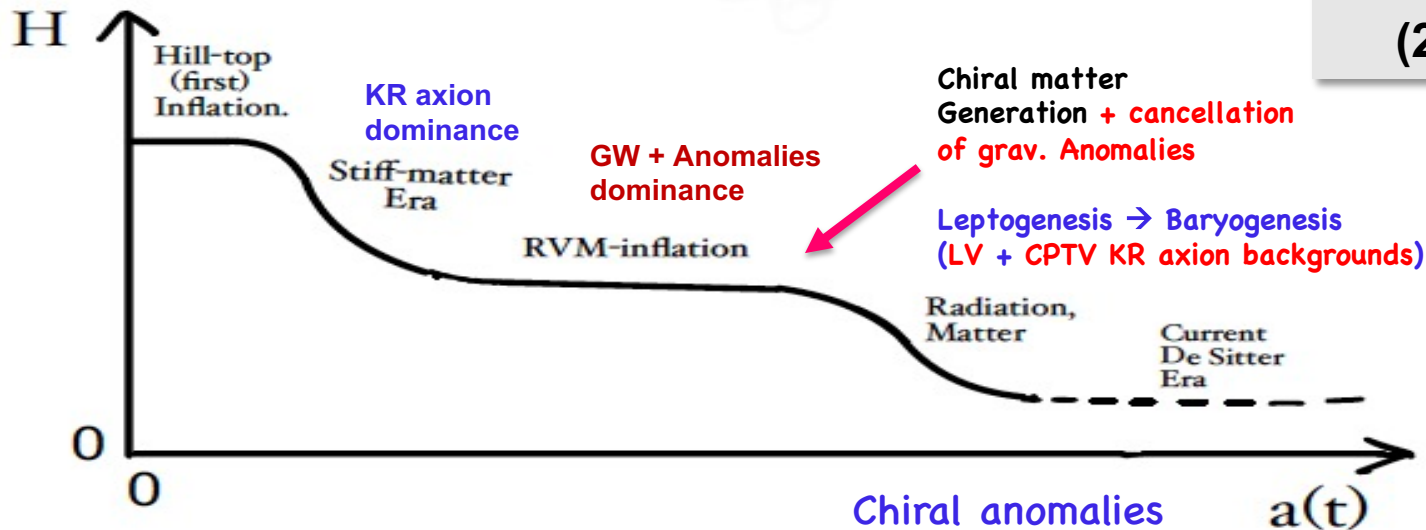 (2
H
Hill-top
(first)
Inflation.
KR axion
dominance
Stiff-matter
Era
GW + Anomalies
dominance
RVM-inflation
Chiral matter
Generation + cancellation
of grav. Anomalies
Leptogenesis → Baryogenesis
(LV + CPTV KR axion backgrounds)
Radiation,
Matter
Current
De Sitter
Era
0
0
Chiral anomalies
a(t)